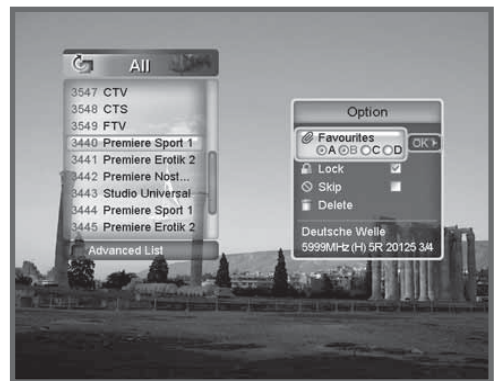 All
3547 CTV
3548 CTS
3549 FTV
3440 Premiere Sport 1
3441 Premiere Erotik 2
3442 Premiere Nost...
3443 Studio Universal
3444 Premiere Sport 1
3445 Premiere Erotik 2
Advanced List
Option
Favourites
A B C D
OK
Lock
Skip
Delete
Deutsche Welle
5999MHz (H) 5R 20125 3/4